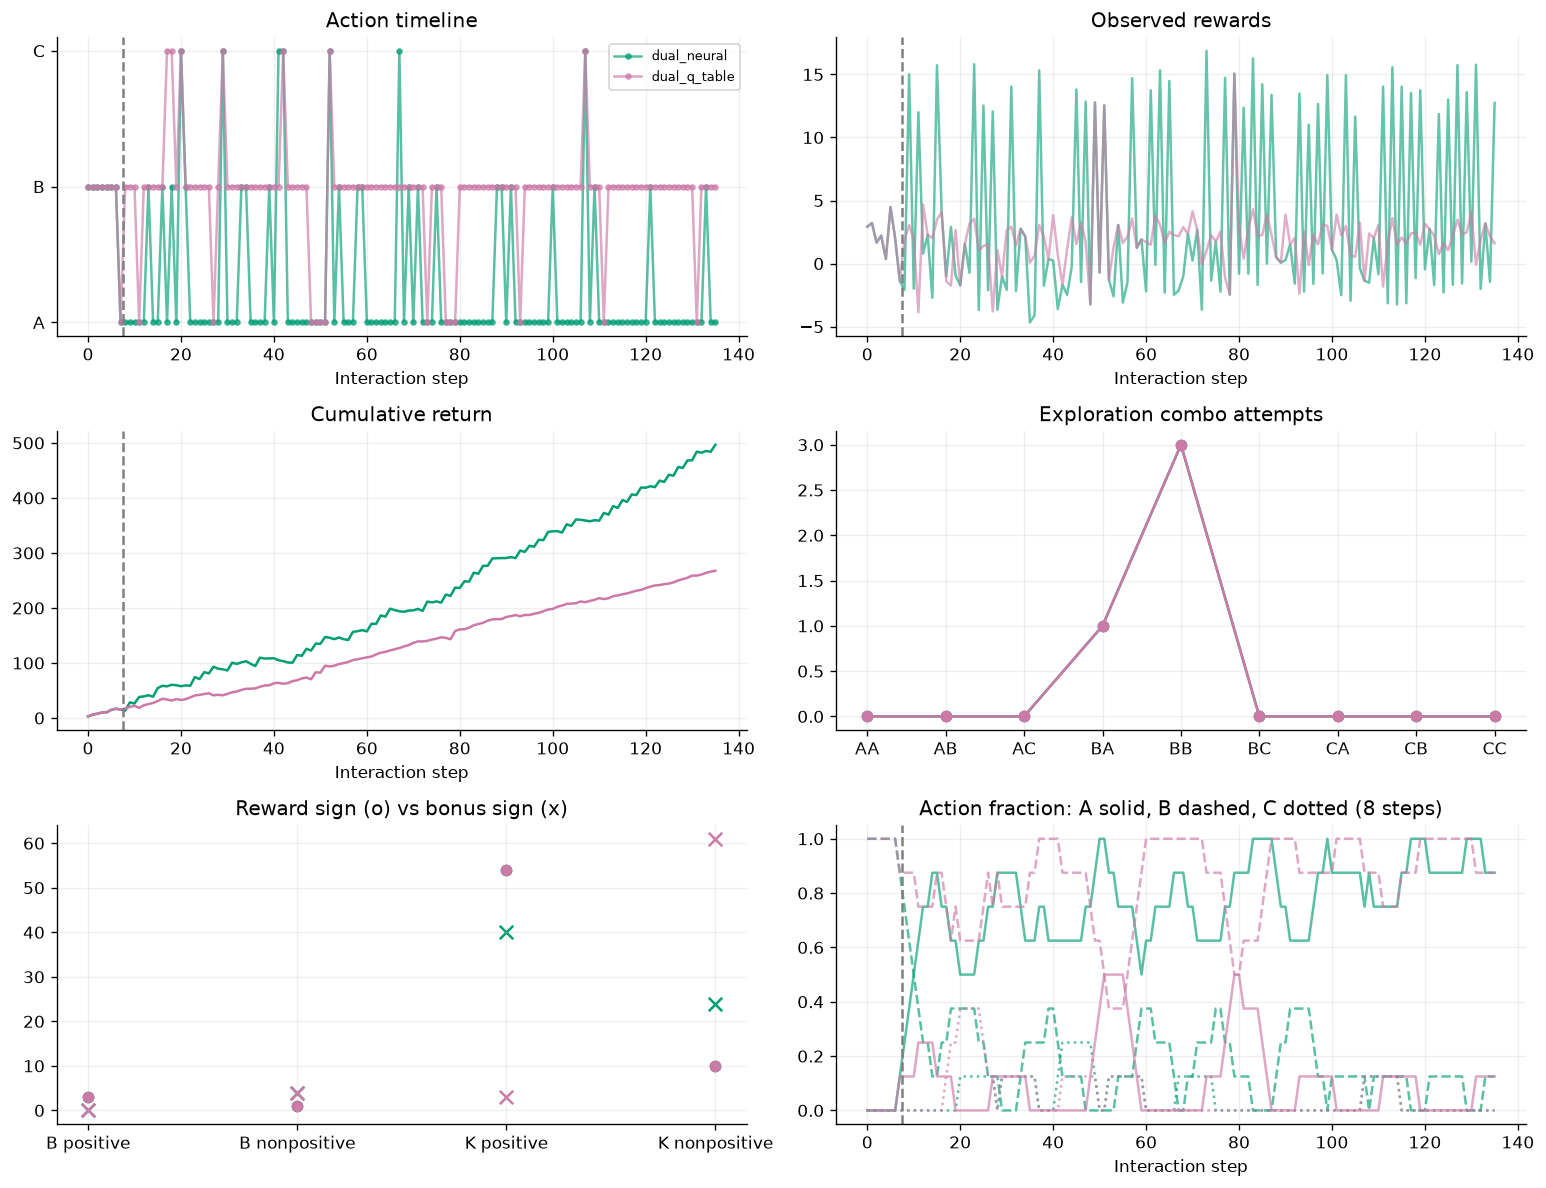 Action timeline
C
B
A
dual_neural
dual_q_table
0 20 40 60 80 100 120 140
Interaction step
Observed rewards
15
10
5
0
−5
0 20 40 60 80 100 120 140
Interaction step
Cumulative return
500
400
300
200
100
0
0 20 40 60 80 100 120 140
Interaction step
Exploration combo attempts
3.0
2.5
2.0
1.5
1.0
0.5
0.0
AA AB AC BA BB BC CA CB CC
Reward sign (o) vs bonus sign (x)
60
50
40
30
20
10
0
B positive B nonpositive K positive K nonpositive
Action fraction: A solid, B dashed, C dotted (8 steps)
1.0
0.8
0.6
0.4
0.2
0.0
0 20 40 60 80 100 120 140
Interaction step